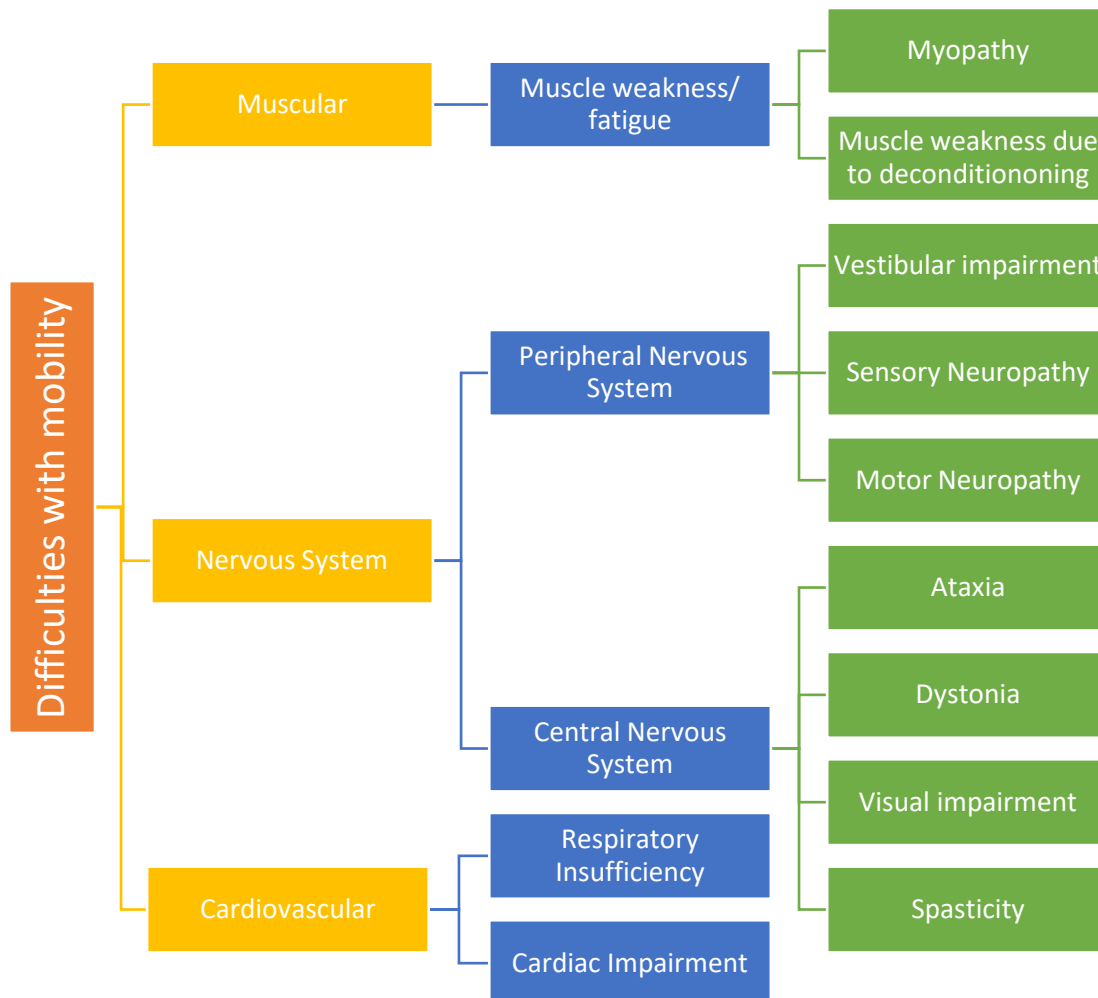 Difficulties with mobility
Muscular
Muscle weakness/
fatigue
Myopathy
Muscle weakness due
to deconditiononing
Nervous System
Peripheral Nervous
System
Vestibular impairment
Sensory Neuropathy
Motor Neuropathy
Central Nervous
System
Ataxia
Dystonia
Visual impairment
Spasticity
Cardiovascular
Respiratory
Insufficiency
Cardiac Impairment